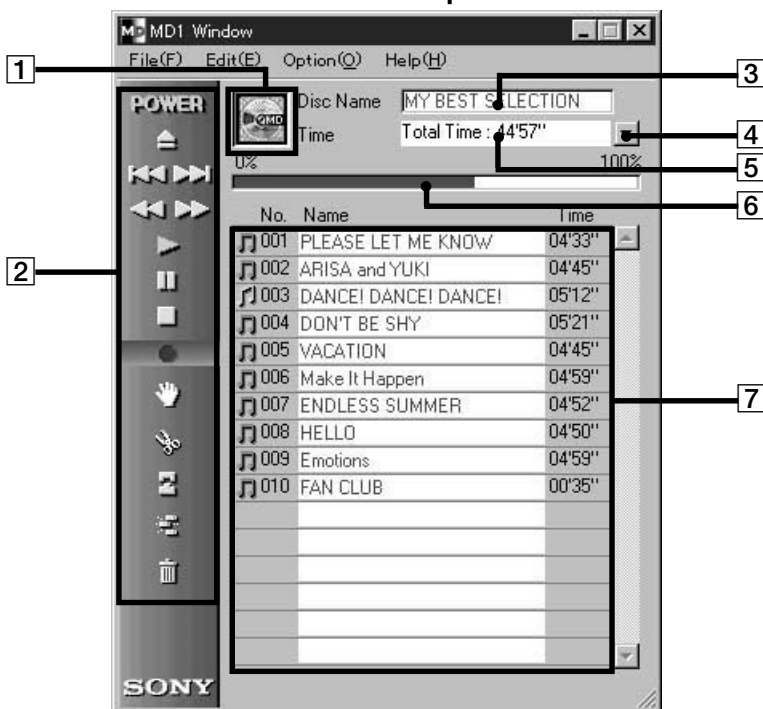 MD MD1 Window
File(F) Edit(E) Option(O) Help(H)
1
3
POWER
MD
Disc Name MY BEST SELECTION
Time Total Time : 44'57"
4
0% 100%
5
6
No. Name Time
001 PLEASE LET ME KNOW 04'33''
002 ARISA and YUKI 04'45''
2
003 DANCE! DANCE! DANCE! 05'12''
004 DON'T BE SHY 05'21''
005 VACATION 04'45''
006 Make It Happen 04'59''
7
007 ENDLESS SUMMER 04'52''
008 HELLO 04'50''
009 Emotions 04'59''
010 FAN CLUB 00'35''
SONY